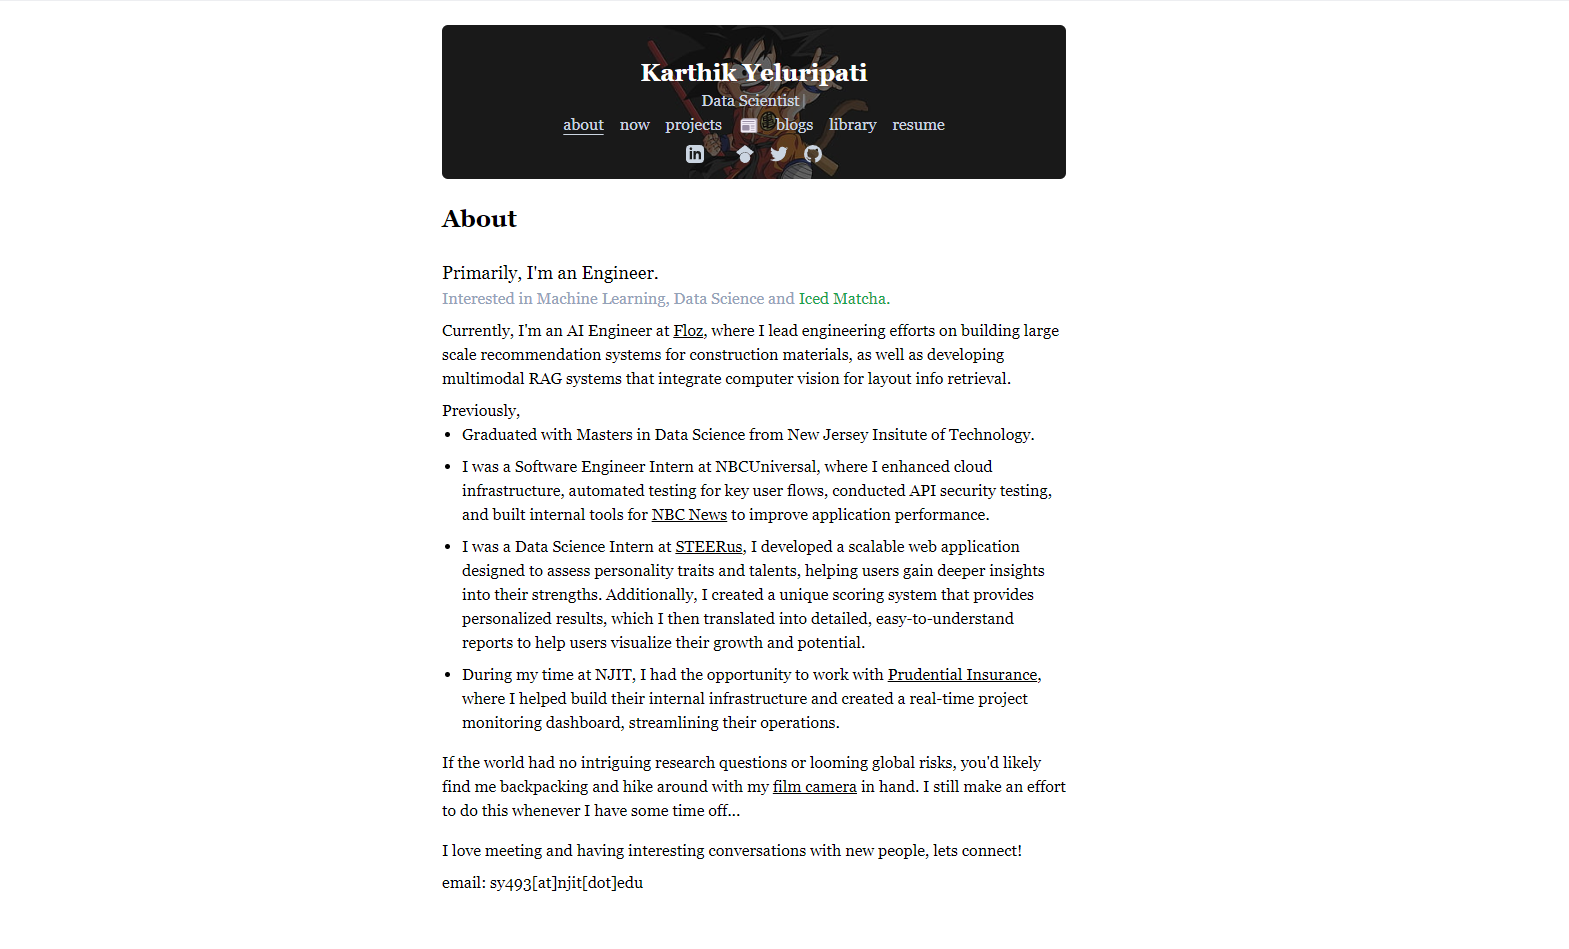 Karthik Yeluripati
Data Scientist|
about now projects blogs library resume
in
About
Primarily, I'm an Engineer.
Interested in Machine Learning, Data Science and Iced Matcha.
Currently, I'm an AI Engineer at Floz, where I lead engineering efforts on building large
scale recommendation systems for construction materials, as well as developing
multimodal RAG systems that integrate computer vision for layout info retrieval.
Previously,
• Graduated with Masters in Data Science from New Jersey Insitute of Technology.
• I was a Software Engineer Intern at NBCUniversal, where I enhanced cloud
infrastructure, automated testing for key user flows, conducted API security testing,
and built internal tools for NBC News to improve application performance.
• I was a Data Science Intern at STEERus, I developed a scalable web application
designed to assess personality traits and talents, helping users gain deeper insights
into their strengths. Additionally, I created a unique scoring system that provides
personalized results, which I then translated into detailed, easy-to-understand
reports to help users visualize their growth and potential.
• During my time at NJIT, I had the opportunity to work with Prudential Insurance,
where I helped build their internal infrastructure and created a real-time project
monitoring dashboard, streamlining their operations.
If the world had no intriguing research questions or looming global risks, you'd likely
find me backpacking and hike around with my film camera in hand. I still make an effort
to do this whenever I have some time off...
I love meeting and having interesting conversations with new people, lets connect!
email: sy493[at]njit[dot]edu